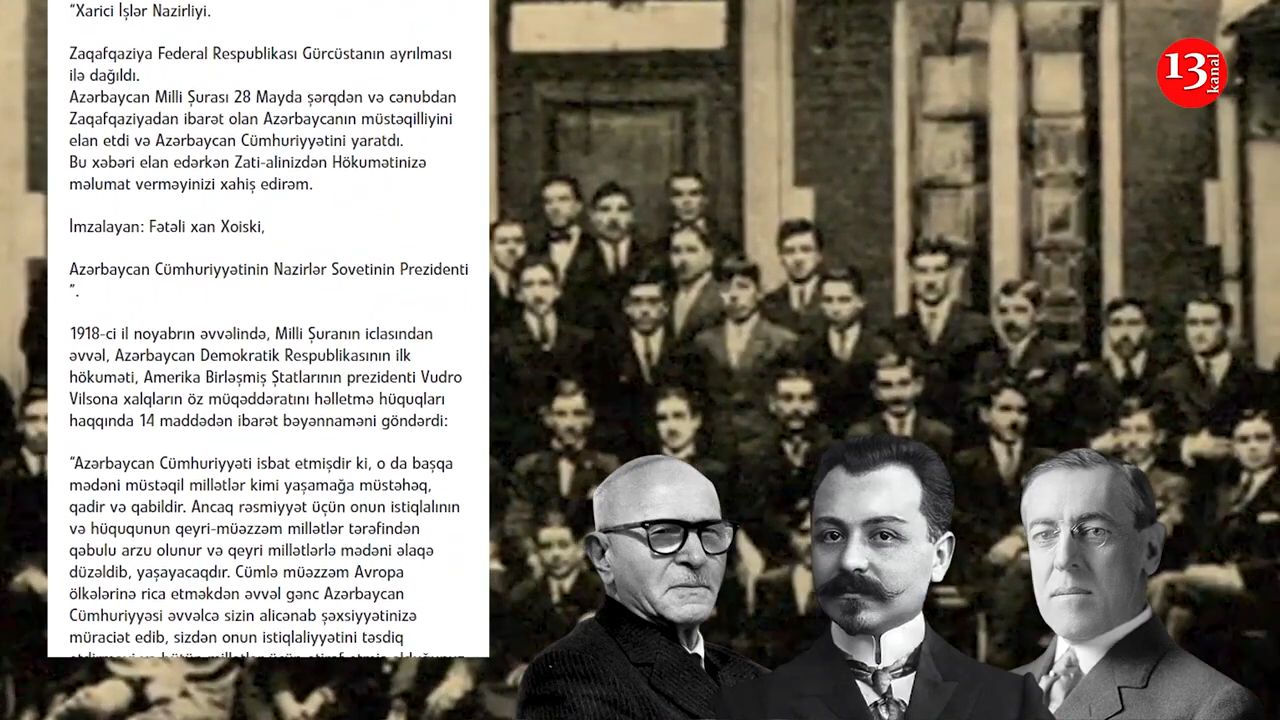 “Xarici İşlər Nazirliyi.
Zaqafqaziya Federal Respublikası Gürcüstanın ayrılması
ilə dağıldı.
Azərbaycan Milli Şurası 28 Mayda şərqdən və cənubdan
Zaqafqaziyadan ibarət olan Azərbaycanın müstəqilliyini
elan etdi və Azərbaycan Cümhuriyyətini yaratdı.
Bu xəbəri elan edərkən Zati-alinizdən Hökumətinizə
məlumat verməyinizi xahiş edirəm.
İmzalayan: Fətəli xan Xoiski,
Azərbaycan Cümhuriyyətinin Nazirlər Sovetinin Prezidenti
”.
1918-ci il noyabrın əvvəlində, Milli Şuranın iclasından
əvvəl, Azərbaycan Demokratik Respublikasının ilk
hökuməti, Amerika Birləşmiş Ştatlarının prezidenti Vudro
Vilsona xalqların öz müqəddəratını həlletmə hüquqları
haqqında 14 maddədən ibarət bəyannaməni göndərdi:
“Azərbaycan Cümhuriyyəti isbat etmişdir ki, o da başqa
mədəni müstəqil millətlər kimi yaşamağa müstəhəq,
qadir və qabildir. Ancaq rəsmiyyət üçün onun istiqlalının
və hüququnun qeyri-müəzzəm millətlər tərəfindən
qəbulu arzu olunur və qeyri millətlərlə mədəni əlaqə
düzəldib, yaşayacaqdır. Cümlə müəzzəm Avropa
ölkələrinə rica etməkdən əvvəl gənc Azərbaycan
Cümhuriyyəsi əvvəlcə sizin alicənab şəxsiyyətinizə
müraciət edib, sizdən onun istiqlaliyyətini təsdiq
13 kanal